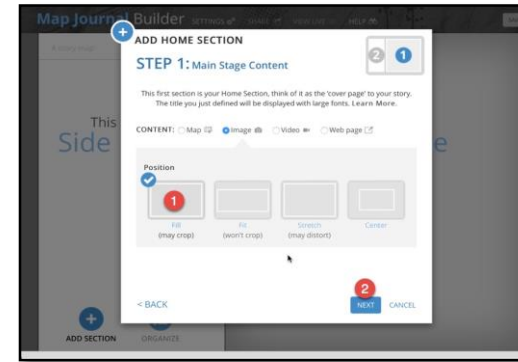 Map Journal Builder SETTINGS SHARE VIEW LIVE HELP
ADD HOME SECTION
STEP 1: Main Stage Content
2 1
This first section is your Home Section, think of it as the 'cover page' to your story.
The title you just defined will be displayed with large fonts. Learn More.
This
Side
e
CONTENT: Map Image Video Web page
Position
1
Fill Fit Stretch Center
(may crop) (won't crop) (may distort)
2
< BACK NEXT CANCEL
ADD SECTION ORGANIZE